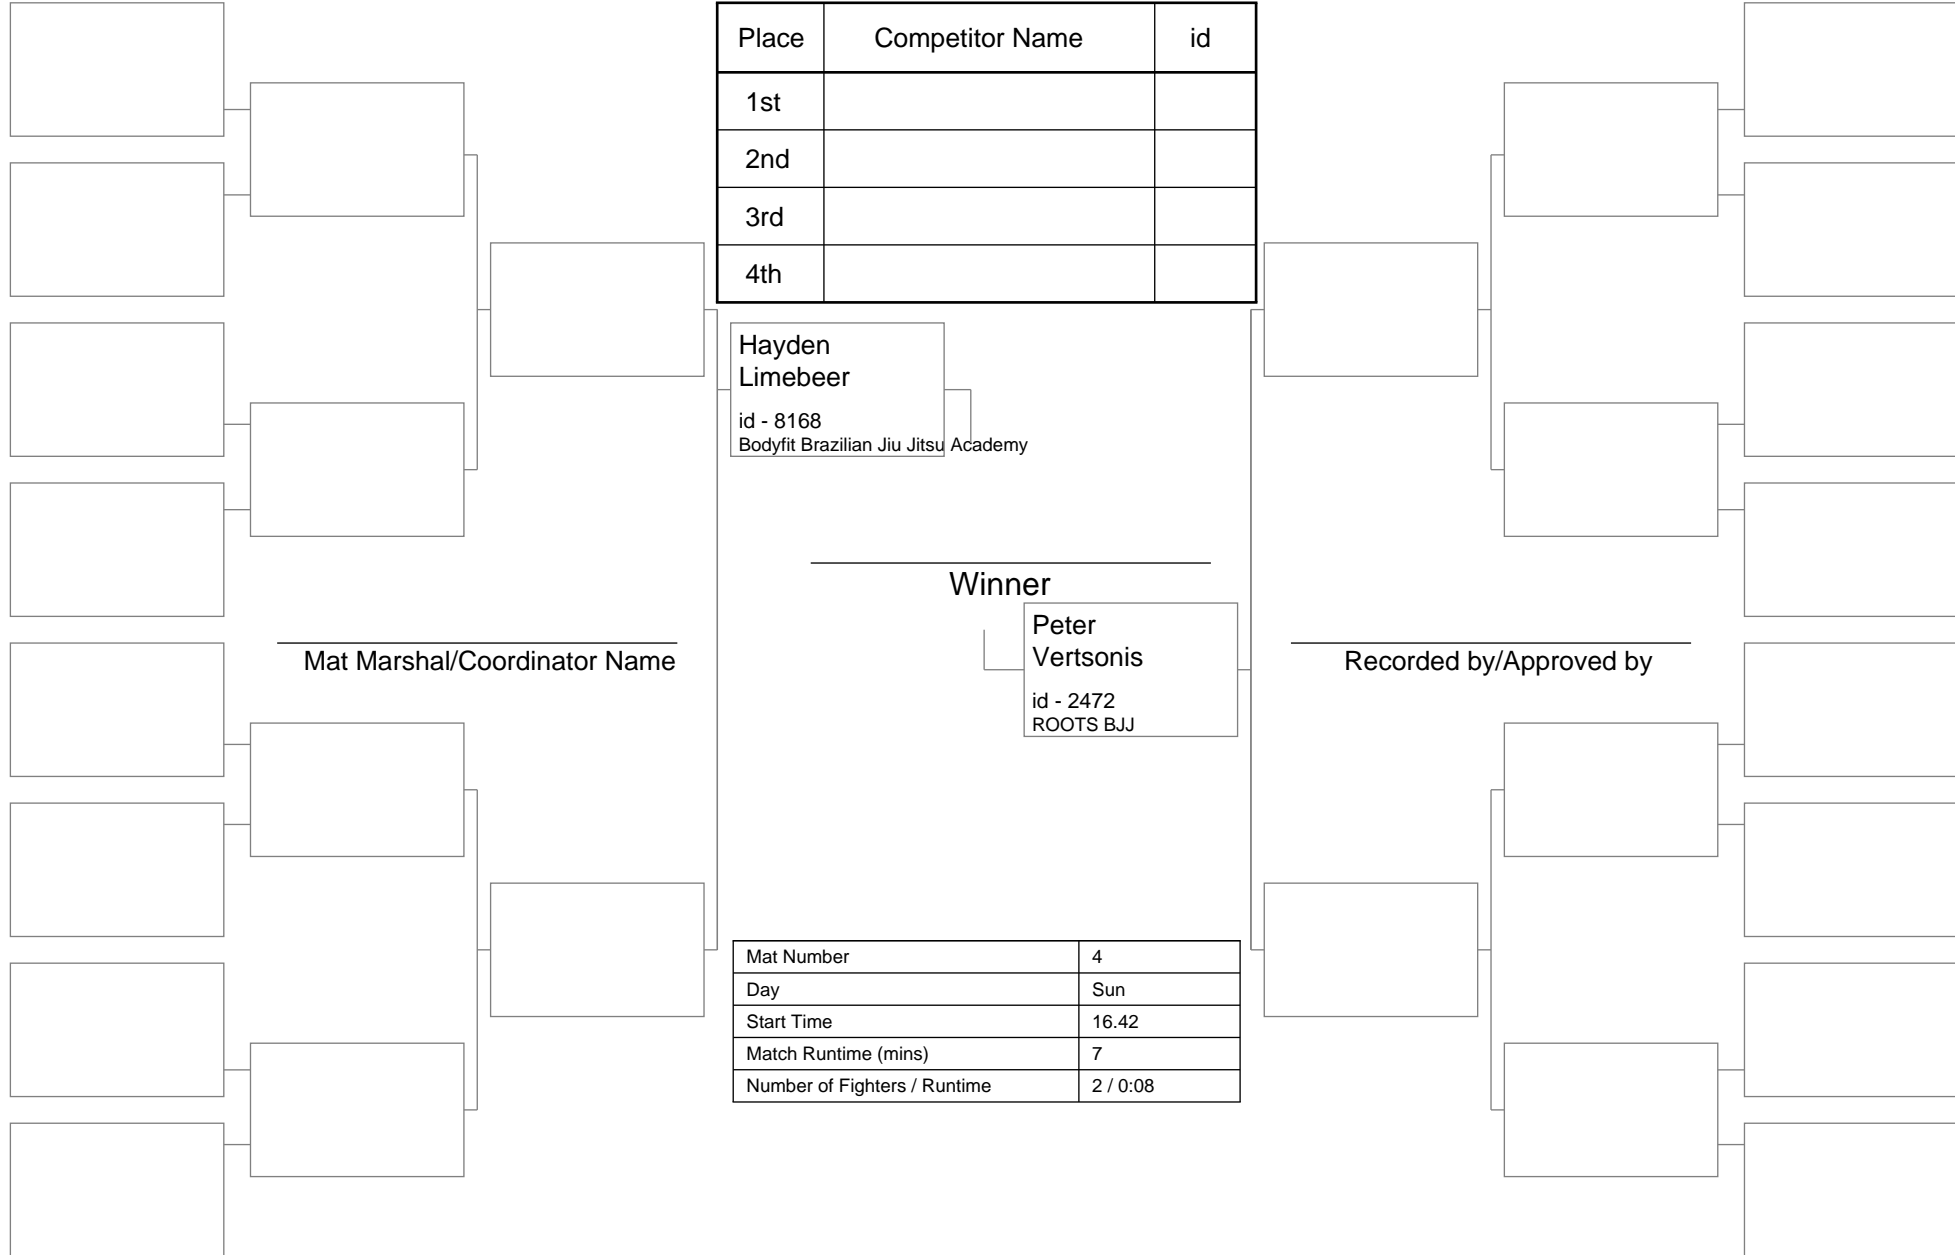 Place Competitor Name id
1st
2nd
3rd
4th
Hayden
Limebeer
id - 8168
Bodyfit Brazilian Jiu Jitsu Academy
Winner
Peter
Vertsonis
id - 2472
ROOTS BJJ
Mat Marshal/Coordinator Name
Recorded by/Approved by
Mat Number 4
Day Sun
Start Time 16.42
Match Runtime (mins) 7
Number of Fighters / Runtime 2 / 0:08